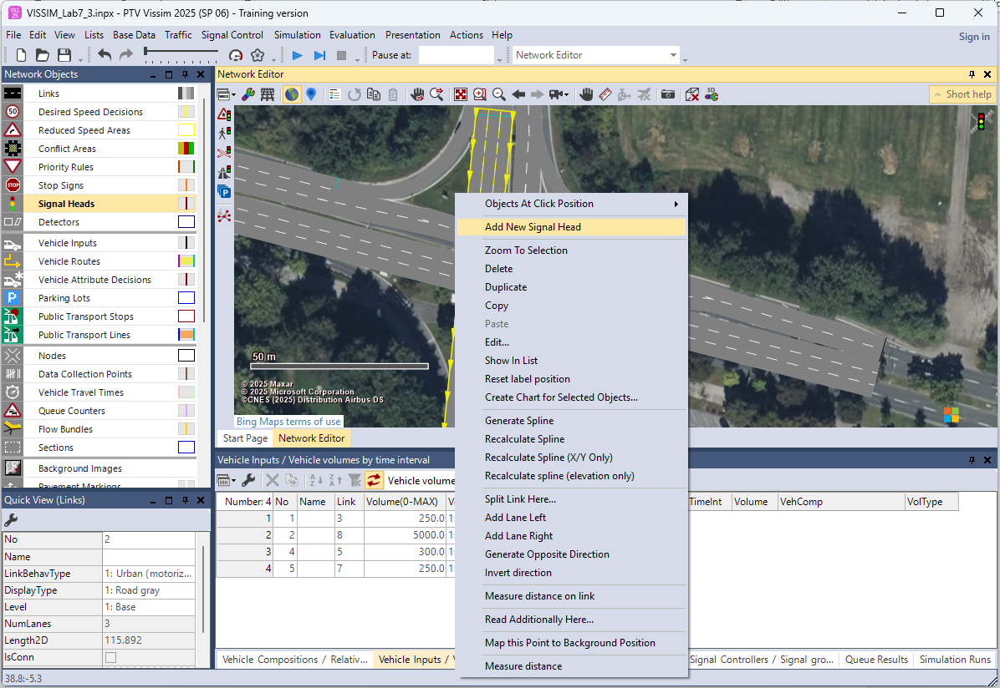 VISSIM_Lab7_3.inpx - PTV Vissim 2025 (SP 06) - Training version
File Edit View Lists Base Data Traffic Signal Control Simulation Evaluation Presentation Actions Help
Sign in
Pause at: Network Editor
Network Objects
Links
50 Desired Speed Decisions
Reduced Speed Areas
Conflict Areas
Priority Rules
STOP Stop Signs
Signal Heads
Detectors
Vehicle Inputs
Vehicle Routes
Vehicle Attribute Decisions
P Parking Lots
Public Transport Stops
Public Transport Lines
Nodes
Data Collection Points
Vehicle Travel Times
Queue Counters
Flow Bundles
Sections
Background Images
Pavement Markings
Quick View (Links)
No 2
Name
LinkBehavType 1: Urban (motoriz...
DisplayType 1: Road gray
Level 1: Base
NumLanes 3
Length2D 115.892
IsConn
38.8:-5.3
Network Editor
3D
Short help
P
50 m
© 2025 Maxar
© 2025 Microsoft Corporation
©CNES (2025) Distribution Airbus DS
Bing Maps terms of use
Start Page Network Editor
Objects At Click Position
Add New Signal Head
Zoom To Selection
Delete
Duplicate
Copy
Paste
Edit...
Show In List
Reset label position
Create Chart for Selected Objects...
Generate Spline
Recalculate Spline
Recalculate Spline (X/Y Only)
Recalculate spline (elevation only)
Split Link Here...
Add Lane Left
Add Lane Right
Generate Opposite Direction
Invert direction
Measure distance on link
Read Additionally Here...
Map this Point to Background Position
Measure distance
Vehicle Inputs / Vehicle volumes by time interval
Vehicle volume
Number: 4 No Name Link Volume(0-MAX) V TimeInt Volume VehComp VolType
1 1 3 250.0 1:
2 2 8 5000.0 1:
3 4 5 300.0 1:
4 5 7 250.0 1:
Vehicle Compositions / Relativ... Vehicle Inputs / V Signal Controllers / Signal gro... Queue Results Simulation Runs